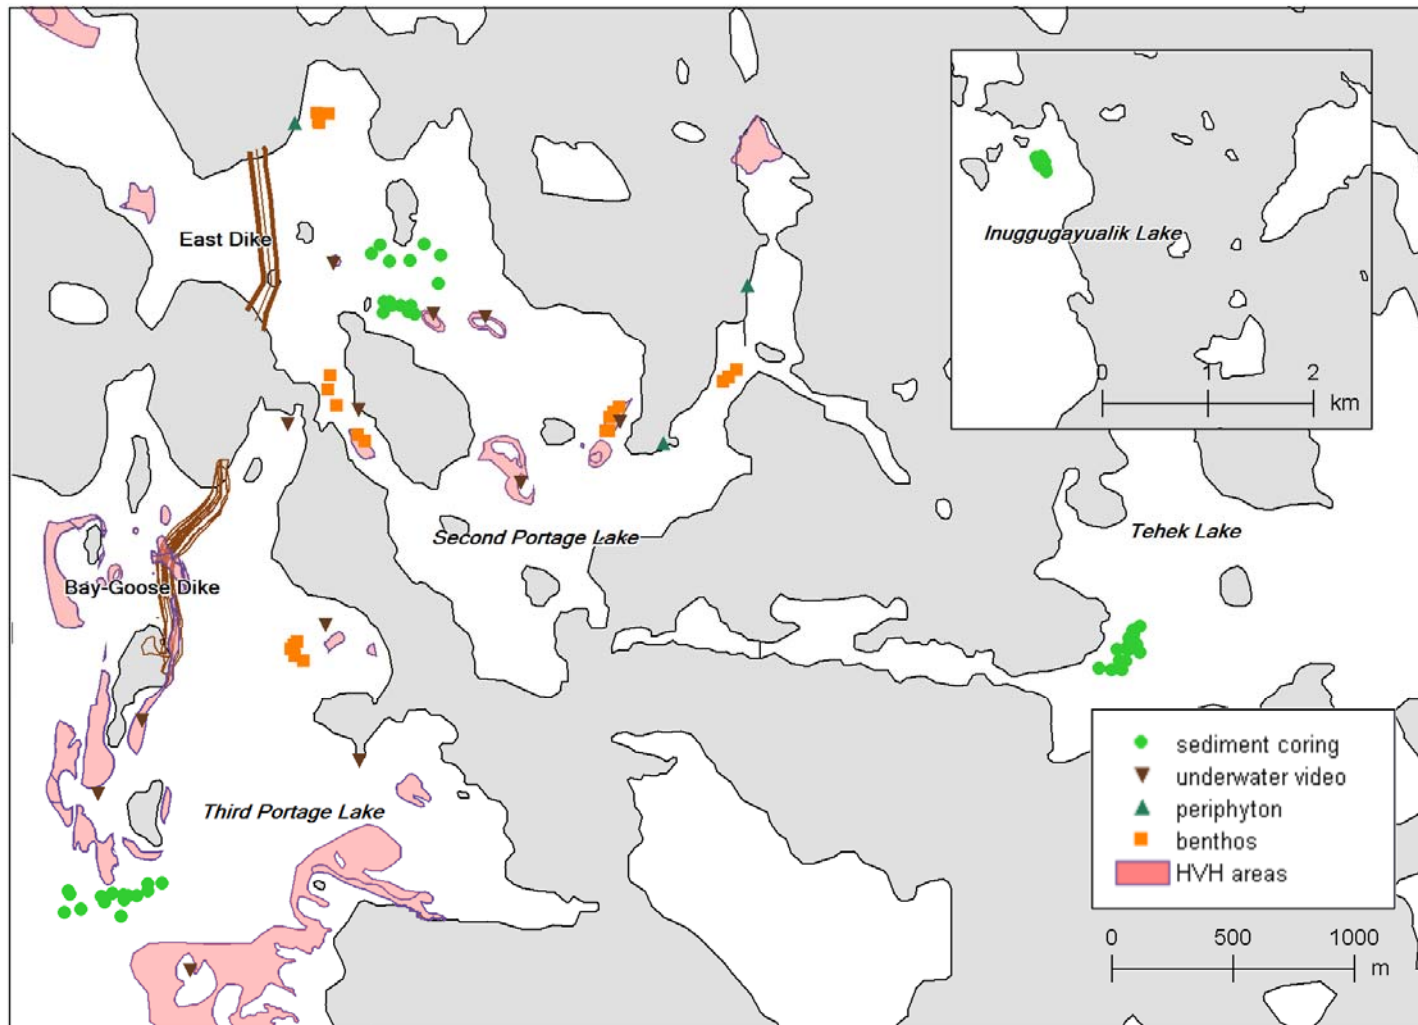 East Dike
Inuggugayualik Lake
0 1 2
km
Second Portage Lake
Tehek Lake
Bay-Goose Dike
Third Portage Lake
sediment coring
underwater video
periphyton
benthos
HVH areas
0 500 1000
m